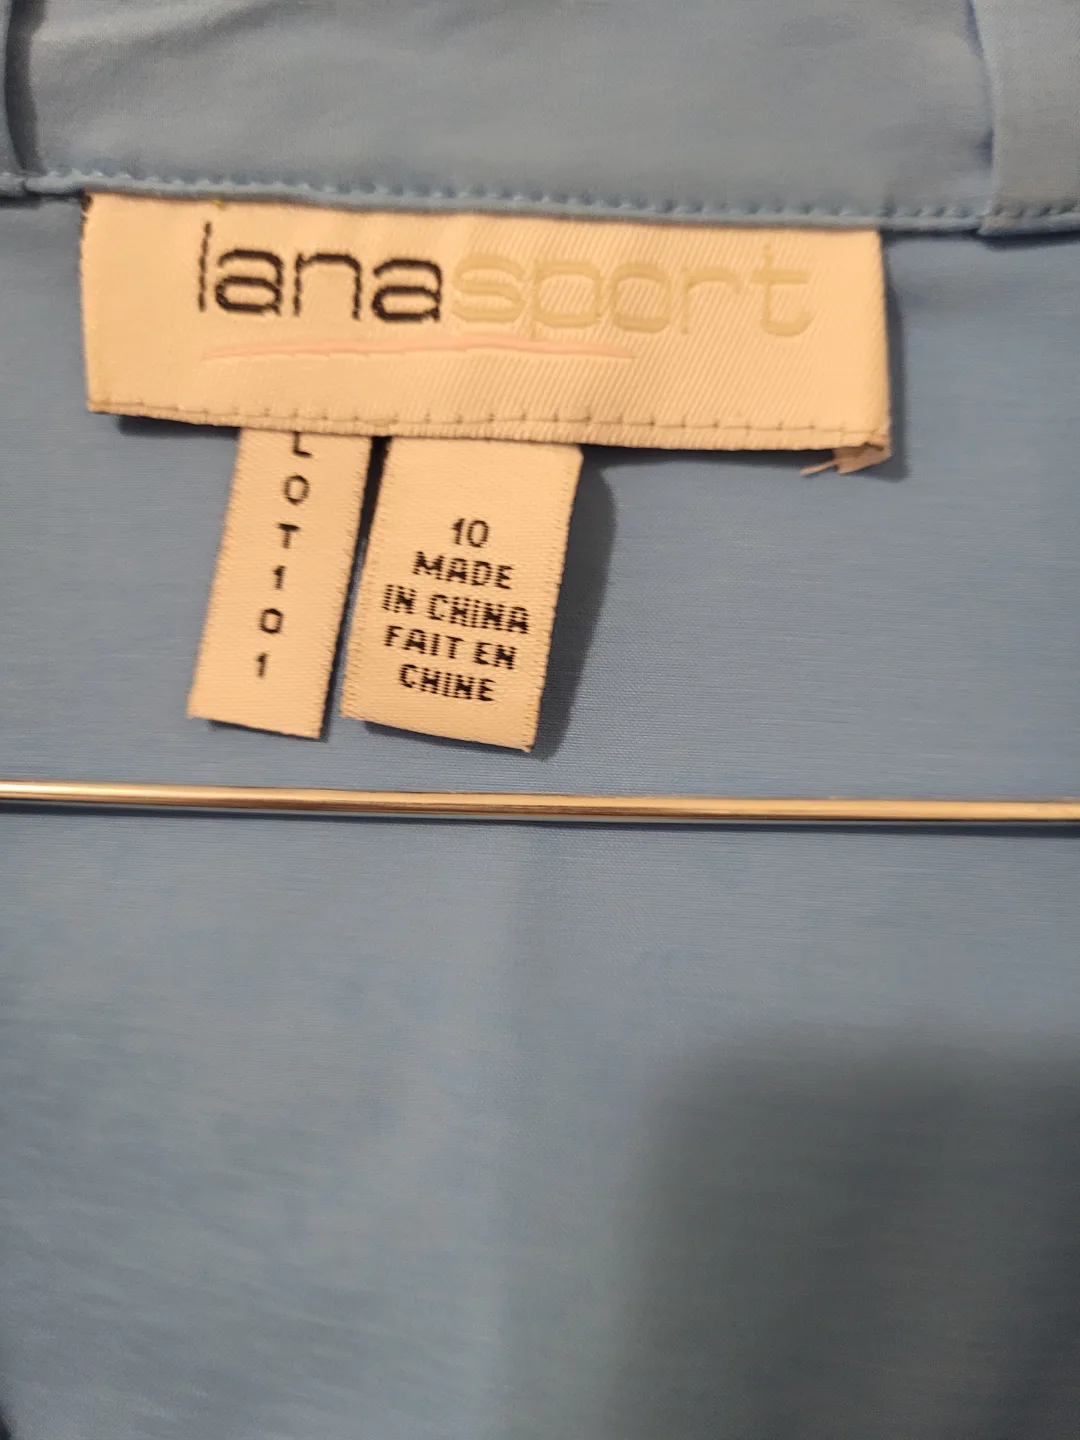 lanasport
LOT101
10
MADE
IN CHINA
FAIT EN
CHINE